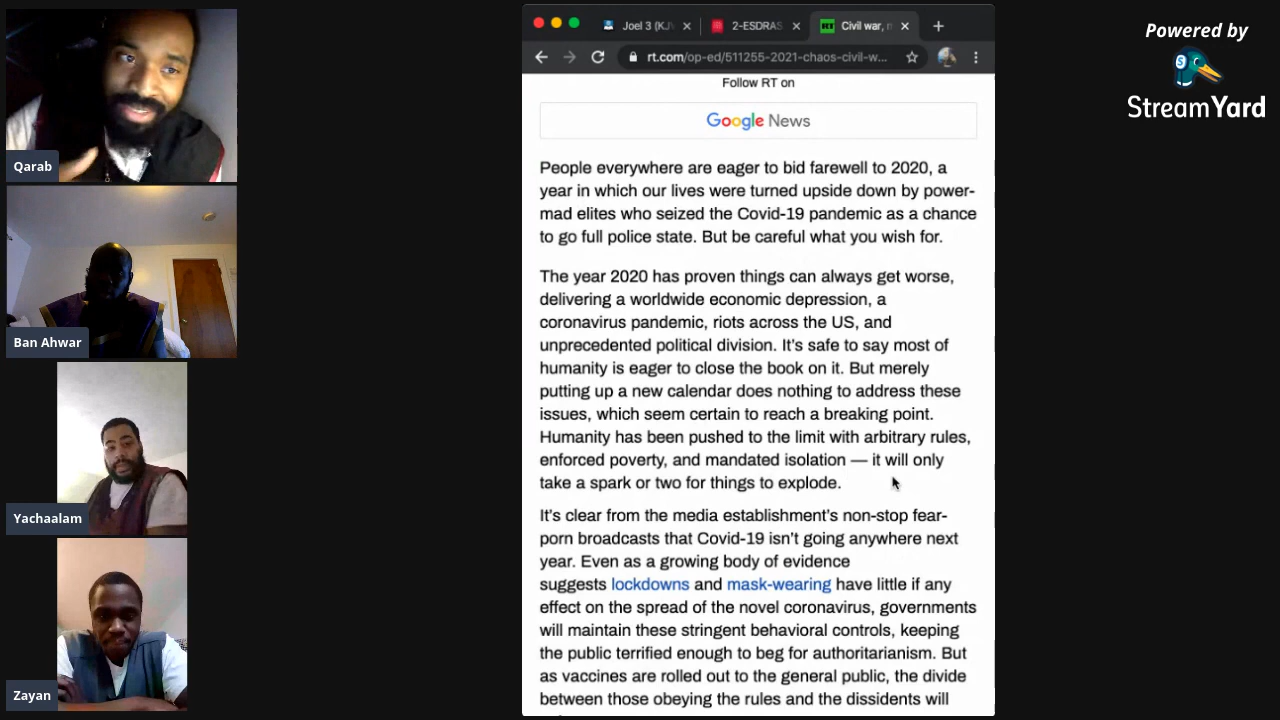 Qarab
Ban Ahwar
Yachaalam
Zayan
Joel 3 (KJV
2-ESDRAS
Civil war, r
rt.com/op-ed/511255-2021-chaos-civil-w...
Follow RT on
Google News
People everywhere are eager to bid farewell to 2020, a
year in which our lives were turned upside down by power-
mad elites who seized the Covid-19 pandemic as a chance
to go full police state. But be careful what you wish for.
The year 2020 has proven things can always get worse,
delivering a worldwide economic depression, a
coronavirus pandemic, riots across the US, and
unprecedented political division. It's safe to say most of
humanity is eager to close the book on it. But merely
putting up a new calendar does nothing to address these
issues, which seem certain to reach a breaking point.
Humanity has been pushed to the limit with arbitrary rules,
enforced poverty, and mandated isolation — it will only
take a spark or two for things to explode.
It's clear from the media establishment's non-stop fear-
porn broadcasts that Covid-19 isn't going anywhere next
year. Even as a growing body of evidence
suggests lockdowns and mask-wearing have little if any
effect on the spread of the novel coronavirus, governments
will maintain these stringent behavioral controls, keeping
the public terrified enough to beg for authoritarianism. But
as vaccines are rolled out to the general public, the divide
between those obeying the rules and the dissidents will
Powered by
StreamYard